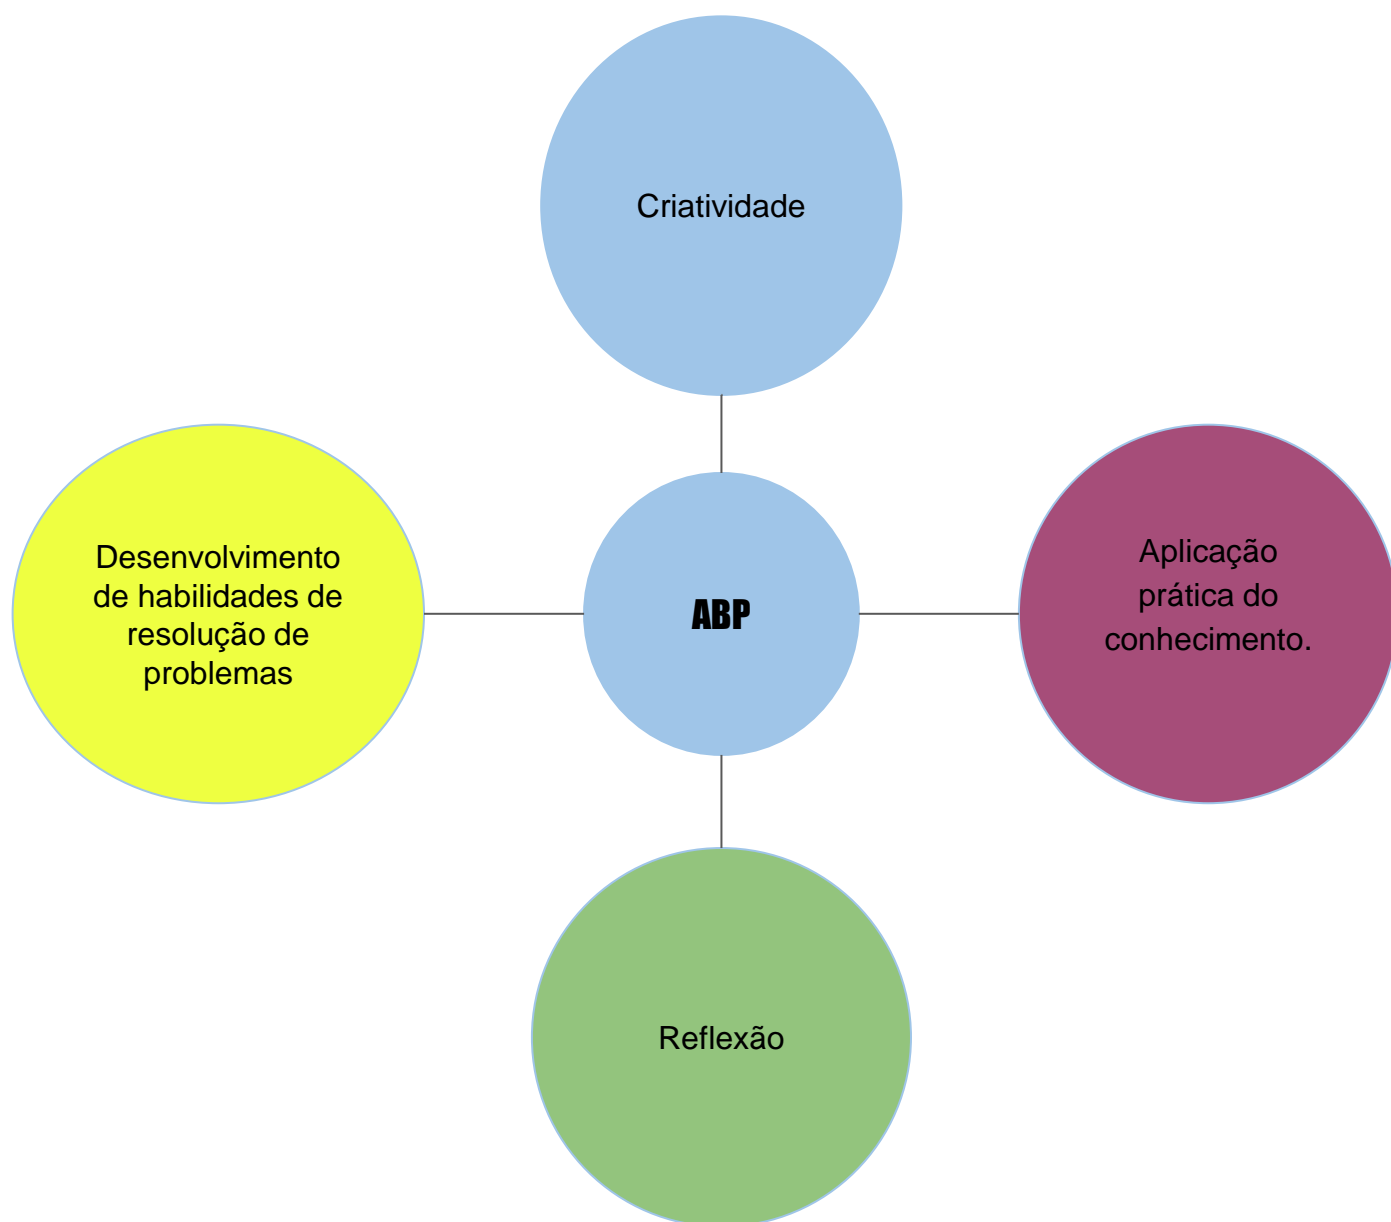 Criatividade
Desenvolvimento
de habilidades de
resolução de
problemas
ABP
Aplicação
prática do
conhecimento.
Reflexão